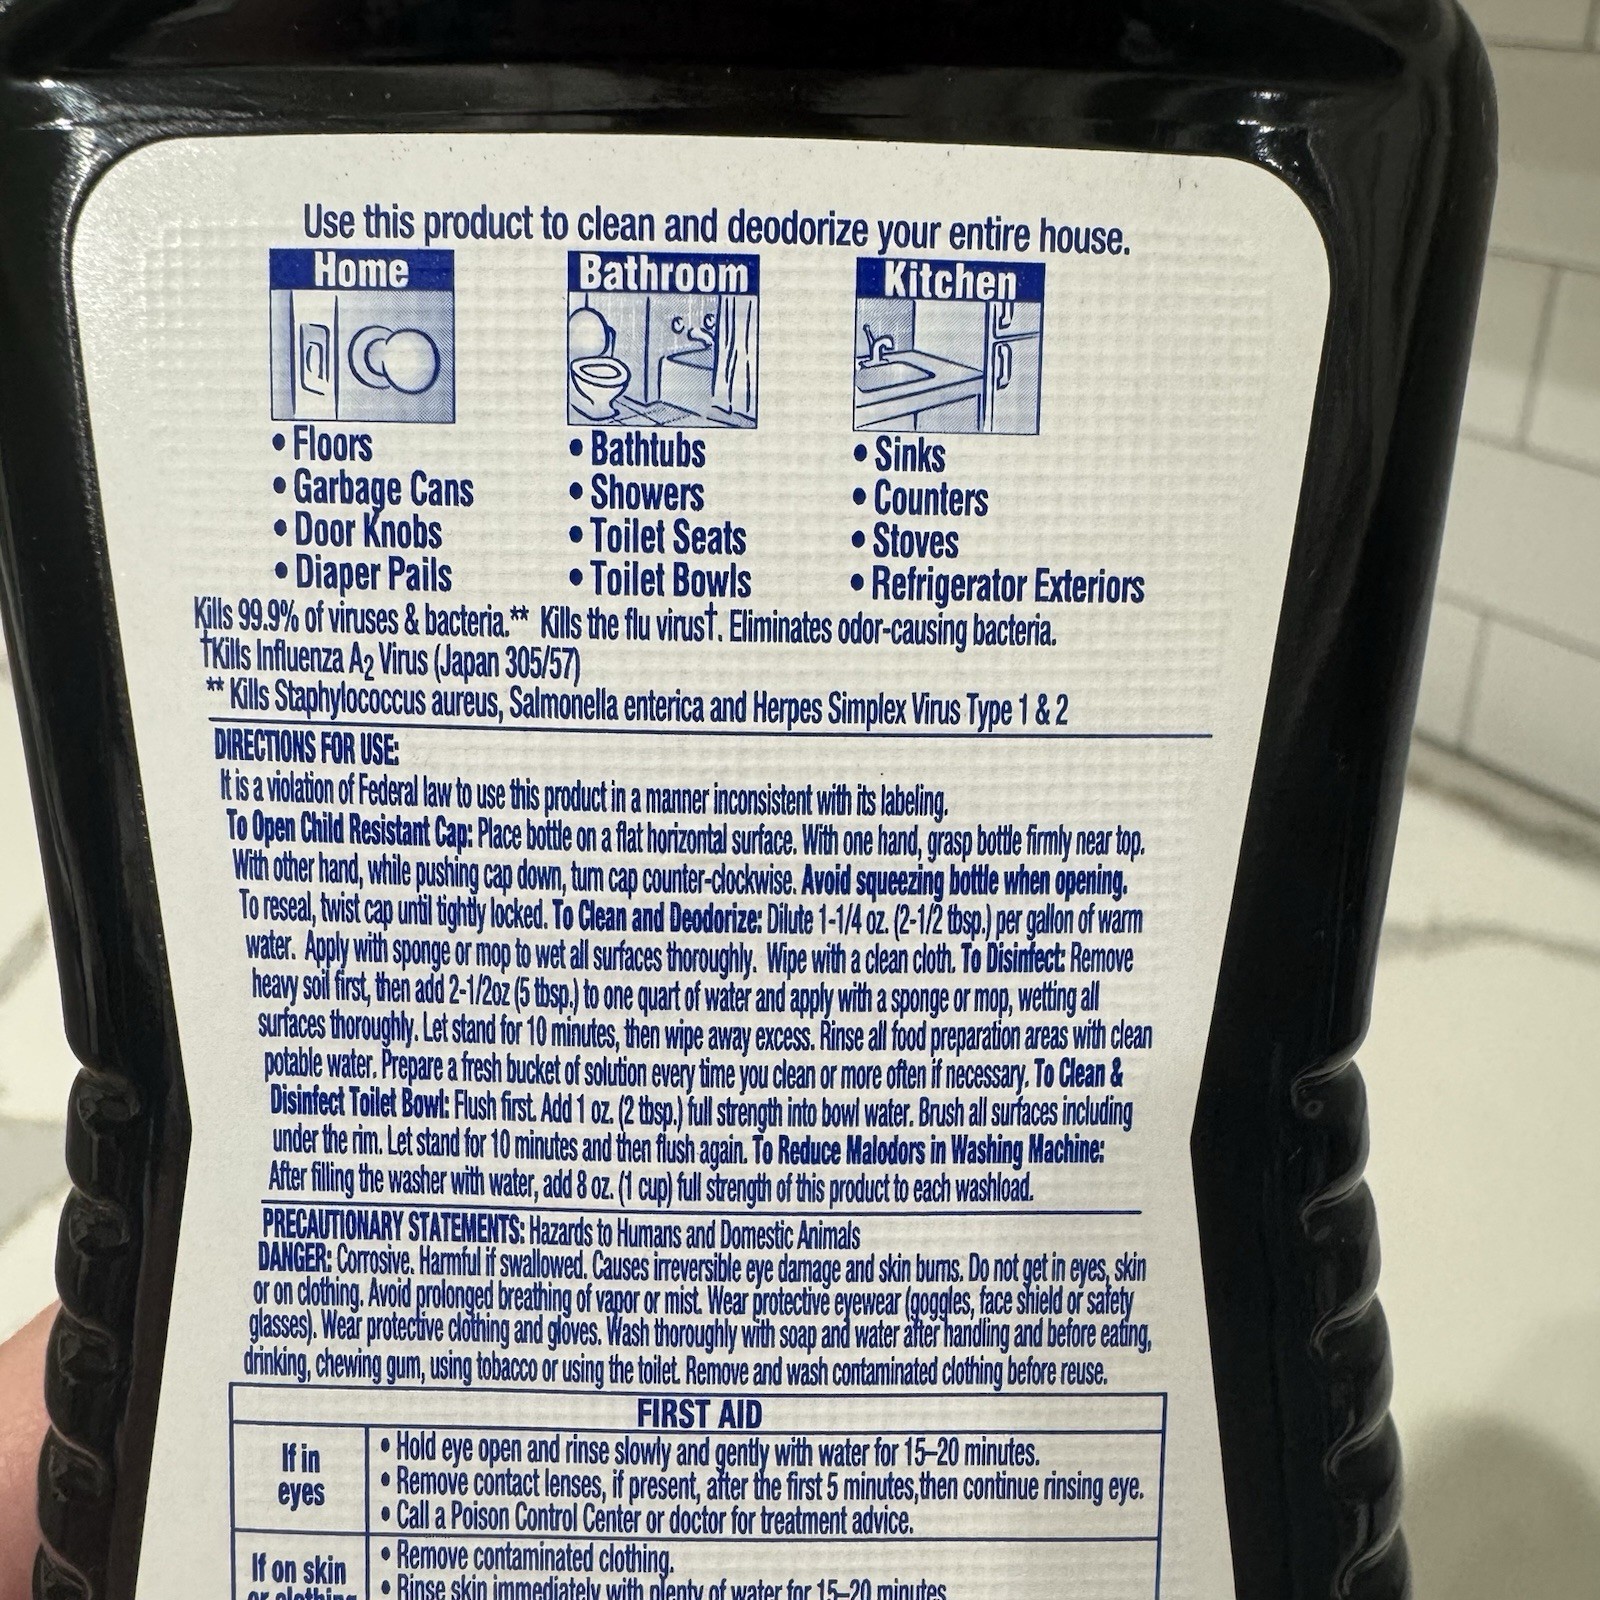 Use this product to clean and deodorize your entire house.
Home
• Floors
• Garbage Cans
• Door Knobs
• Diaper Pails
Bathroom
• Bathtubs
• Showers
• Toilet Seats
• Toilet Bowls
Kitchen
• Sinks
• Counters
• Stoves
• Refrigerator Exteriors
Kills 99.9% of viruses & bacteria.** Kills the flu virus†. Eliminates odor-causing bacteria.
†Kills Influenza A2 Virus (Japan 305/57)
** Kills Staphylococcus aureus, Salmonella enterica and Herpes Simplex Virus Type 1 & 2
DIRECTIONS FOR USE:
It is a violation of Federal law to use this product in a manner inconsistent with its labeling.
To Open Child Resistant Cap: Place bottle on a flat horizontal surface. With one hand, grasp bottle firmly near top.
With other hand, while pushing cap down, turn cap counter-clockwise. Avoid squeezing bottle when opening.
To reseal, twist cap until tightly locked. To Clean and Deodorize: Dilute 1-1/4 oz. (2-1/2 tbsp.) per gallon of warm
water. Apply with sponge or mop to wet all surfaces thoroughly. Wipe with a clean cloth. To Disinfect: Remove
heavy soil first, then add 2-1/2oz (5 tbsp.) to one quart of water and apply with a sponge or mop, wetting all
surfaces thoroughly. Let stand for 10 minutes, then wipe away excess. Rinse all food preparation areas with clean
potable water. Prepare a fresh bucket of solution every time you clean or more often if necessary. To Clean &
Disinfect Toilet Bowl: Flush first. Add 1 oz. (2 tbsp.) full strength into bowl water. Brush all surfaces including
under the rim. Let stand for 10 minutes and then flush again. To Reduce Malodors in Washing Machine:
After filling the washer with water, add 8 oz. (1 cup) full strength of this product to each washload.
PRECAUTIONARY STATEMENTS: Hazards to Humans and Domestic Animals
DANGER: Corrosive. Harmful if swallowed. Causes irreversible eye damage and skin burns. Do not get in eyes, skin
or on clothing. Avoid prolonged breathing of vapor or mist. Wear protective eyewear (goggles, face shield or safety
glasses). Wear protective clothing and gloves. Wash thoroughly with soap and water after handling and before eating,
drinking, chewing gum, using tobacco or using the toilet. Remove and wash contaminated clothing before reuse.
FIRST AID
If in
eyes
• Hold eye open and rinse slowly and gently with water for 15–20 minutes.
• Remove contact lenses, if present, after the first 5 minutes,then continue rinsing eye.
• Call a Poison Control Center or doctor for treatment advice.
If on skin
or clothing
• Remove contaminated clothing.
• Rinse skin immediately with plenty of water for 15–20 minutes